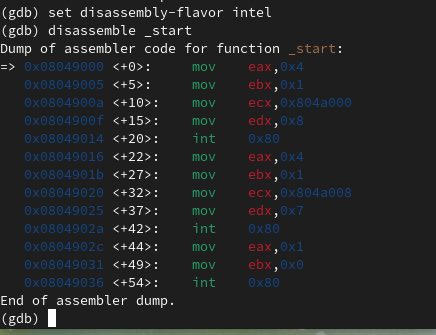 (gdb) set disassembly-flavor intel
(gdb) disassemble _start
Dump of assembler code for function _start:
=> 0x08049000 <+0>:     mov    eax,0x4
   0x08049005 <+5>:     mov    ebx,0x1
   0x0804900a <+10>:    mov    ecx,0x804a000
   0x0804900f <+15>:    mov    edx,0x8
   0x08049014 <+20>:    int    0x80
   0x08049016 <+22>:    mov    eax,0x4
   0x0804901b <+27>:    mov    ebx,0x1
   0x08049020 <+32>:    mov    ecx,0x804a008
   0x08049025 <+37>:    mov    edx,0x7
   0x0804902a <+42>:    int    0x80
   0x0804902c <+44>:    mov    eax,0x1
   0x08049031 <+49>:    mov    ebx,0x0
   0x08049036 <+54>:    int    0x80
End of assembler dump.
(gdb)